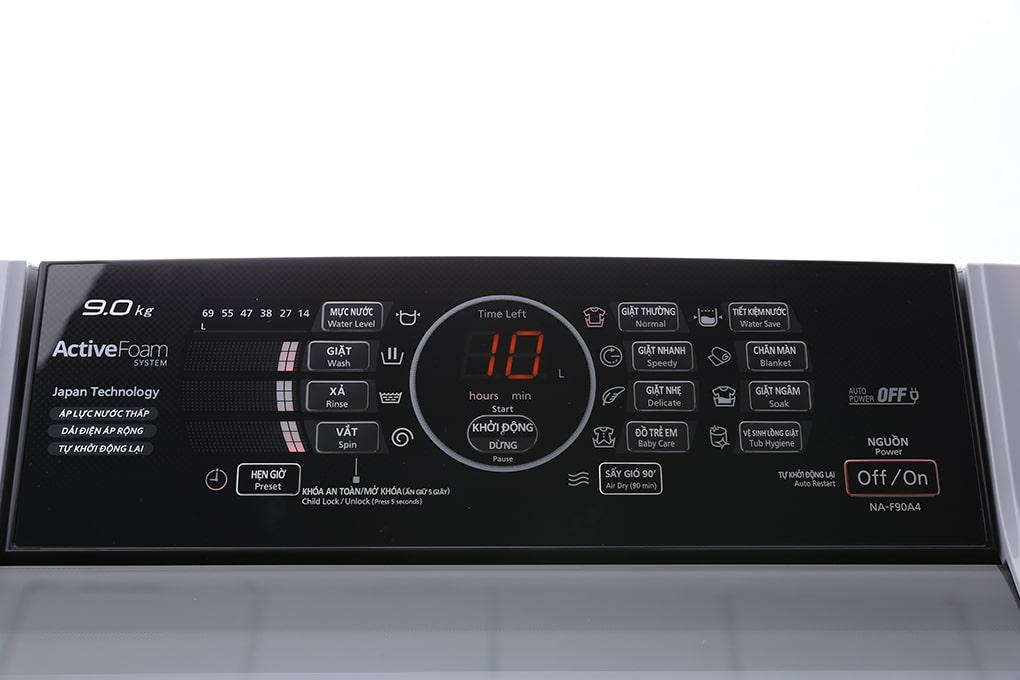 9.0 kg
ActiveFoam
SYSTEM
Japan Technology
ÁP LỰC NƯỚC THẤP
DẢI ĐIỆN ÁP RỘNG
TỰ KHỞI ĐỘNG LẠI
69 55 47 38 27 14
L
MỰC NƯỚC
Water Level
GIẶT
Wash
XẢ
Rinse
VẮT
Spin
HẸN GIỜ
Preset
KHÓA AN TOÀN/MỞ KHÓA (ẤN GIỮ 5 GIÂY)
Child Lock / Unlock (Press 5 seconds)
Time Left
10
L
hours min
Start
KHỞI ĐỘNG
DỪNG
Pause
GIẶT THƯỜNG
Normal
GIẶT NHANH
Speedy
GIẶT NHẸ
Delicate
ĐỒ TRẺ EM
Baby Care
SẤY GIÓ 90'
Air Dry (90 min)
TIẾT KIỆM NƯỚC
Water Save
CHĂN MÀN
Blanket
GIẶT NGÂM
Soak
VỆ SINH LỒNG GIẶT
Tub Hygiene
AUTO
POWER OFF
NGUỒN
Power
TỰ KHỞI ĐỘNG LẠI
Auto Restart
Off/On
NA-F90A4